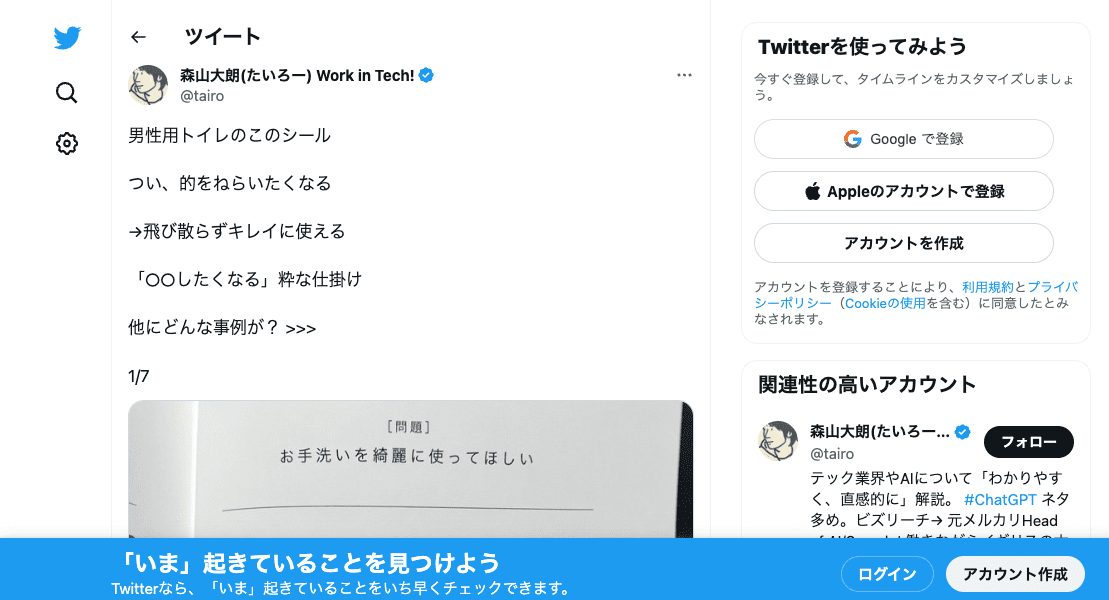 ツイート
森山大朗(たいろー) Work in Tech!
@tairo
男性用トイレのこのシール
つい、的をねらいたくなる
→飛び散らずキレイに使える
「〇〇したくなる」粋な仕掛け
他にどんな事例が？ >>>
1/7
［問題］
お手洗いを綺麗に使ってほしい
Twitterを使ってみよう
今すぐ登録して、タイムラインをカスタマイズしましょ
う。
Google で登録
Appleのアカウントで登録
アカウントを作成
アカウントを登録することにより、利用規約とプライバ
シーポリシー（Cookieの使用を含む）に同意したとみ
なされます。
関連性の高いアカウント
森山大朗(たいろー...
@tairo
フォロー
テック業界やAIについて「わかりやす
く、直感的に」解説。 #ChatGPT ネタ
多め。ビズリーチ→ 元メルカリHead
「いま」起きていることを見つけよう
Twitterなら、「いま」起きていることをいち早くチェックできます。
ログイン
アカウント作成